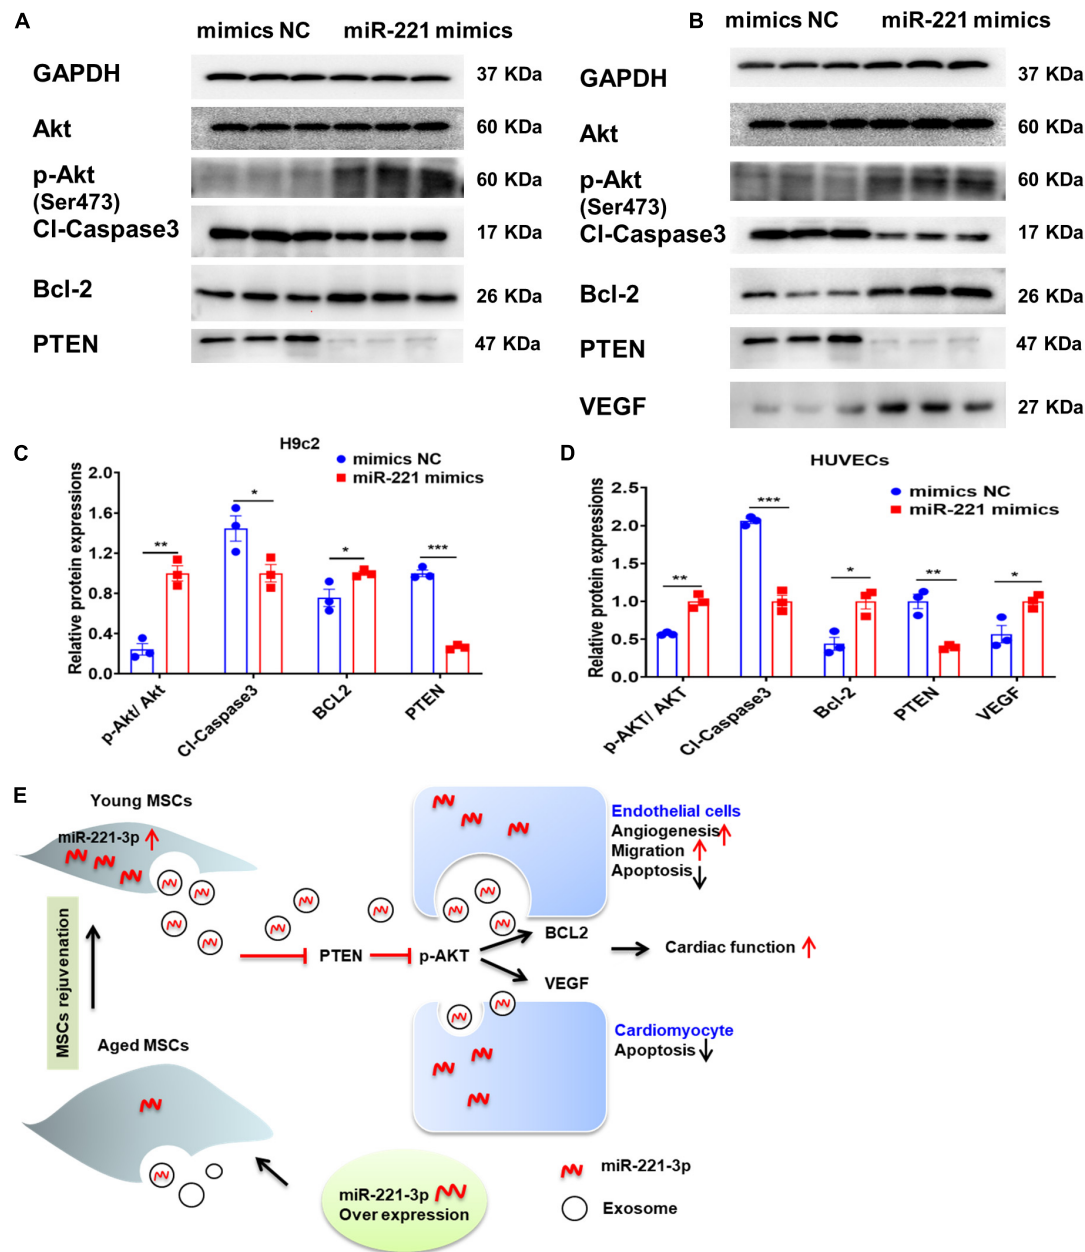 A
mimics NC miR-221 mimics
GAPDH 37 KDa
Akt 60 KDa
p-Akt 60 KDa
(Ser473)
Cl-Caspase3 17 KDa
Bcl-2 26 KDa
PTEN 47 KDa
B
mimics NC miR-221 mimics
GAPDH 37 KDa
Akt 60 KDa
p-Akt 60 KDa
(Ser473)
Cl-Caspase3 17 KDa
Bcl-2 26 KDa
PTEN 47 KDa
VEGF 27 KDa
C
H9c2
mimics NC
miR-221 mimics
Relative protein expressions
2.0
1.6
1.2
0.8
0.4
0.0
** * * ***
p-Akt/ Akt
Cl-Caspase3
BCL2
PTEN
D
HUVECs
mimics NC
miR-221 mimics
Relative protein expressions
2.5
2.0
1.5
1.0
0.5
0.0
** *** * ** *
p-AKT/ AKT
Cl-Caspase3
Bcl-2
PTEN
VEGF
E
Young MSCs
miR-221-3p
MSCs rejuvenation
Aged MSCs
PTEN p-AKT
BCL2
VEGF
Cardiac function
Endothelial cells
Angiogenesis
Migration
Apoptosis
Cardiomyocyte
Apoptosis
miR-221-3p
Over expression
miR-221-3p
Exosome